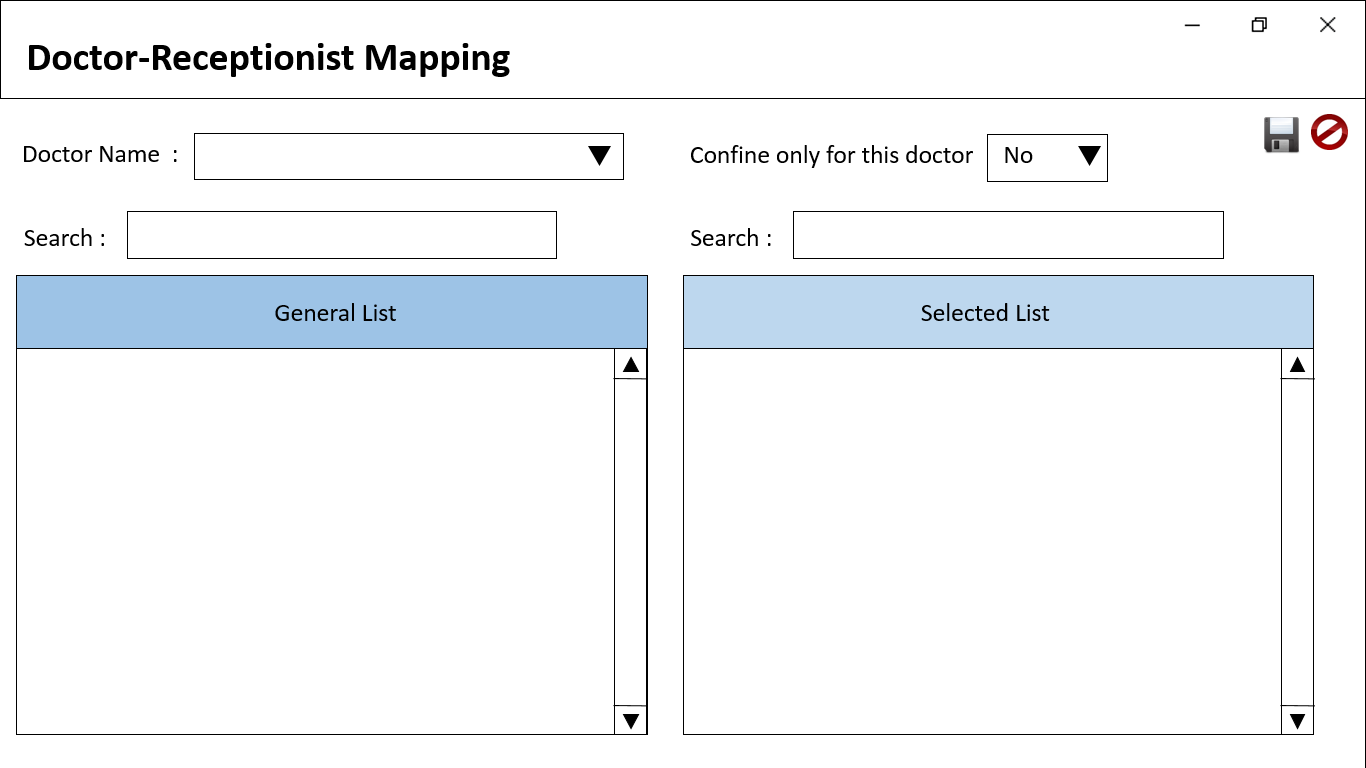 Doctor-Receptionist Mapping
Doctor Name :
Confine only for this doctor No
Search :
Search :
General List
Selected List